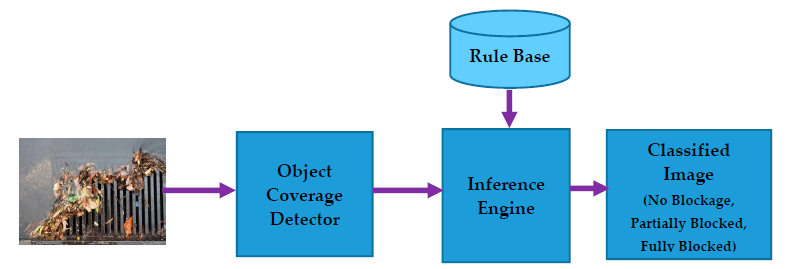 Rule Base
Object
Coverage
Detector
Inference
Engine
Classified
Image
(No Blockage,
Partially Blocked,
Fully Blocked)